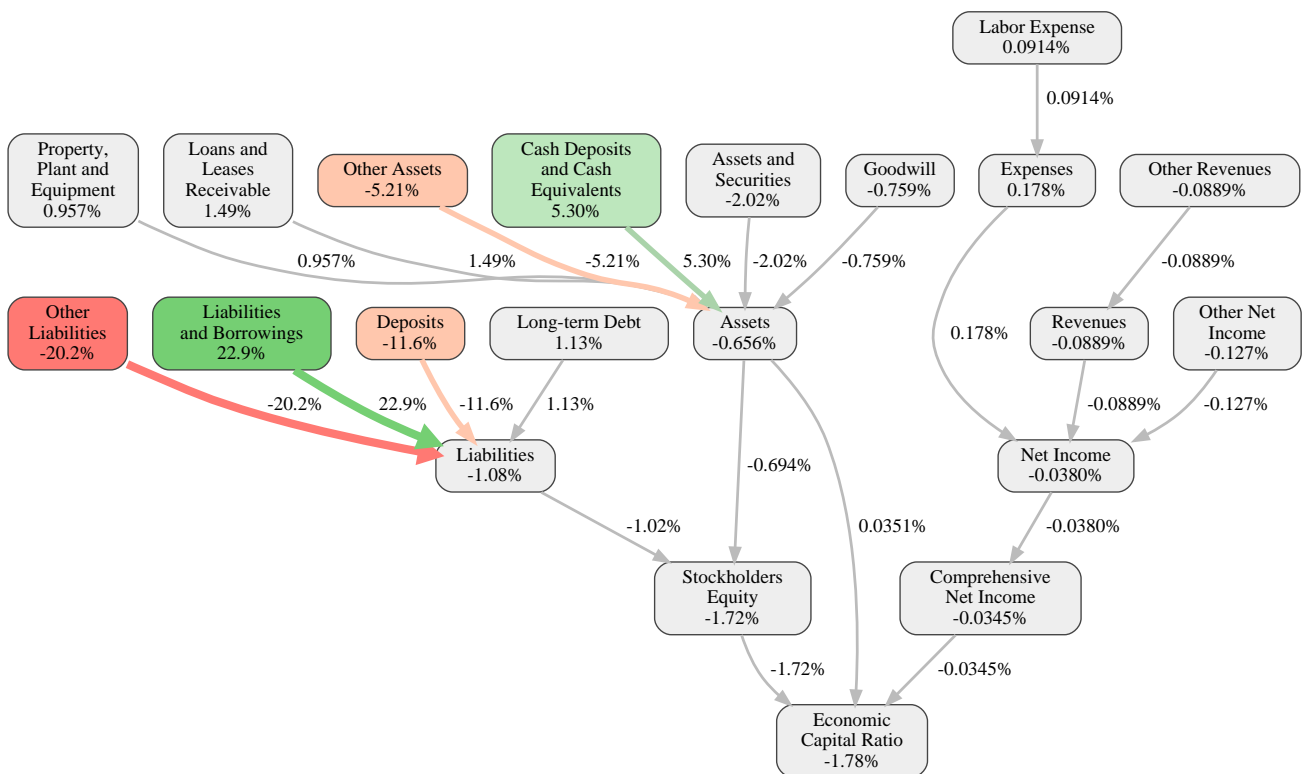 Labor Expense
0.0914%
0.0914%
Property,
Plant and
Equipment
0.957%
Loans and
Leases
Receivable
1.49%
Other Assets
-5.21%
Cash Deposits
and Cash
Equivalents
5.30%
Assets and
Securities
-2.02%
Goodwill
-0.759%
Expenses
0.178%
Other Revenues
-0.0889%
0.957%
1.49%
-5.21%
5.30%
-2.02%
-0.759%
-0.0889%
Other
Liabilities
-20.2%
Liabilities
and Borrowings
22.9%
Deposits
-11.6%
Long-term Debt
1.13%
Assets
-0.656%
0.178%
Revenues
-0.0889%
Other Net
Income
-0.127%
-20.2%
22.9%
-11.6%
1.13%
-0.0889%
-0.127%
Liabilities
-1.08%
-0.694%
Net Income
-0.0380%
-1.02%
0.0351%
-0.0380%
Stockholders
Equity
-1.72%
Comprehensive
Net Income
-0.0345%
-1.72%
-0.0345%
Economic
Capital Ratio
-1.78%